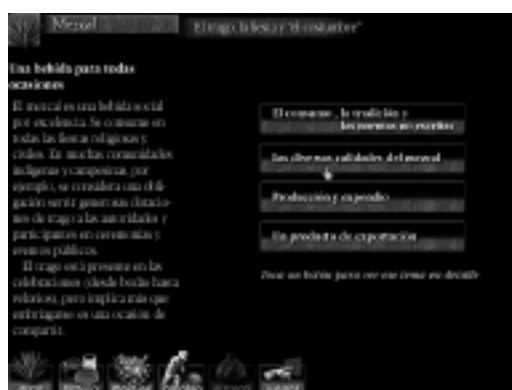 Mezcal
El trago, la fiesta y "el costumbre"
Una bebida para todas
ocasiones
El mezcal es una bebida social
por excelencia. Se consume en
todas las fiestas religiosas y
civiles. En muchas comunidades
indígenas y campesinas, por
ejemplo, se considera una obli-
gación servir generosas dotacio-
nes de trago a las autoridades y
participantes en ceremonias y
eventos públicos.
El trago está presente en las
celebraciones (desde bodas hasta
velorios), pero implica más que
embriagarse: es una ocasión de
compartir.
El consumo, la tradición y
las normas no escritas
Las diversas calidades del mezcal
Producción y expendio
Un producto de exportación
Toca un botón para ver ese tema en detalle